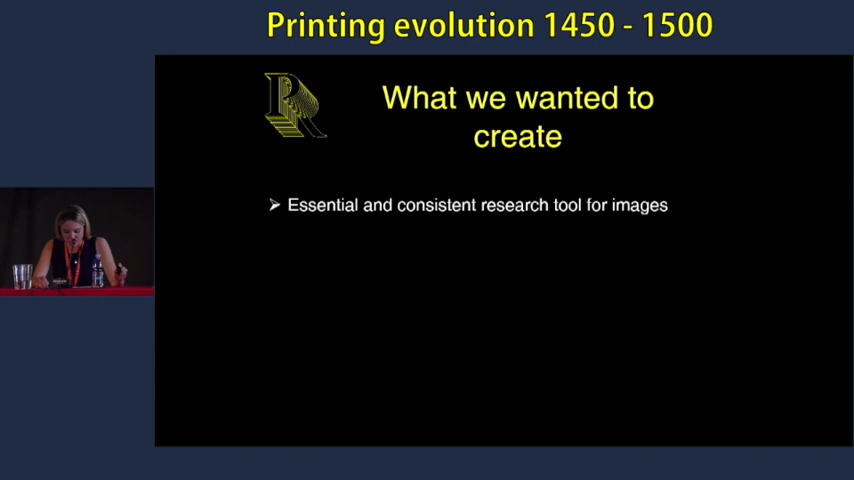 Printing evolution 1450 - 1500
R
What we wanted to
create
➢ Essential and consistent research tool for images